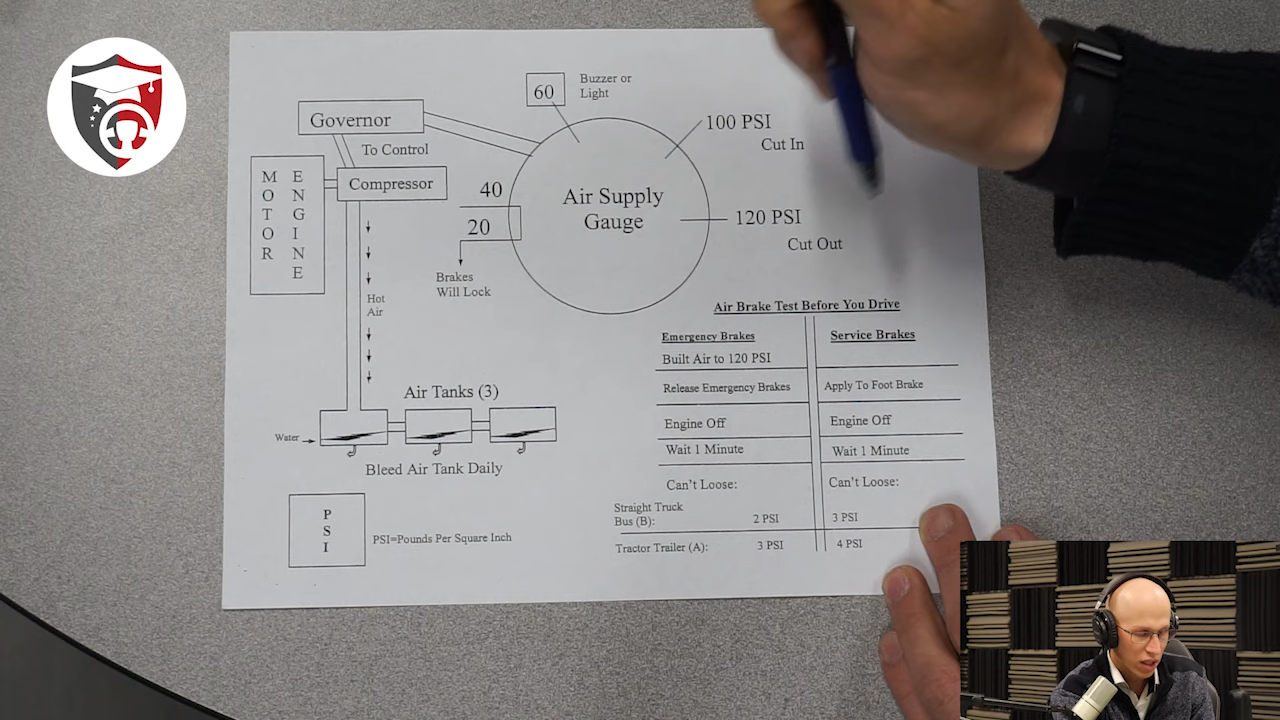 60
Buzzer or
Light
Governor
To Control
Compressor
MOTOR
ENGINE
100 PSI
Cut In
40
20
Brakes
Will Lock
Air Supply
Gauge
120 PSI
Cut Out
Hot
Air
Air Tanks (3)
Water
Bleed Air Tank Daily
PSI
PSI=Pounds Per Square Inch
Air Brake Test Before You Drive
Emergency Brakes
Service Brakes
Built Air to 120 PSI
Release Emergency Brakes
Apply To Foot Brake
Engine Off
Engine Off
Wait 1 Minute
Wait 1 Minute
Can't Loose:
Can't Loose:
Straight Truck
Bus (B):
2 PSI
3 PSI
Tractor Trailer (A):
3 PSI
4 PSI